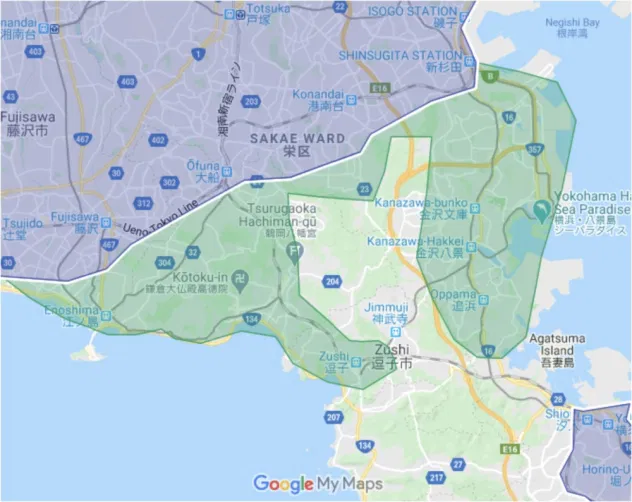 onandai
湘南台
Totsuka
戸塚
22
ISOGO STATION
磯子
Negishi Bay
根岸湾
403
1
SHINSUGITA STATION
新杉田
403
E16
B
43
203
Konandai
港南台
湘南新宿ライン
Fujisawa
藤沢市
402
16
467
SAKAE WARD
栄区
357
30
302
Ōfuna
大船
312
23
Kanazawa-bunko
金沢文庫
Yokohama Ha
Sea Paradise
横浜・八景島
シーパラダイス
Tsujido
辻堂
Fujisawa
藤沢
Ueno Tokyo Line
Tsurugaoka
Hachiman-gū
鶴岡八幡宮
32
Kanazawa-Hakkei
金沢八景
30
304
Kōtoku-in
鎌倉大仏殿高徳院
204
467
Oppama
追浜
Enoshima
江ノ島
134
Jimmuji
神武寺
Agatsuma
Island
吾妻島
Zushi
逗子
Zushi
逗子市
16
28
207
Shio
汐.
134
E16
27
217
Horino-U
堀ノ
Google My Maps